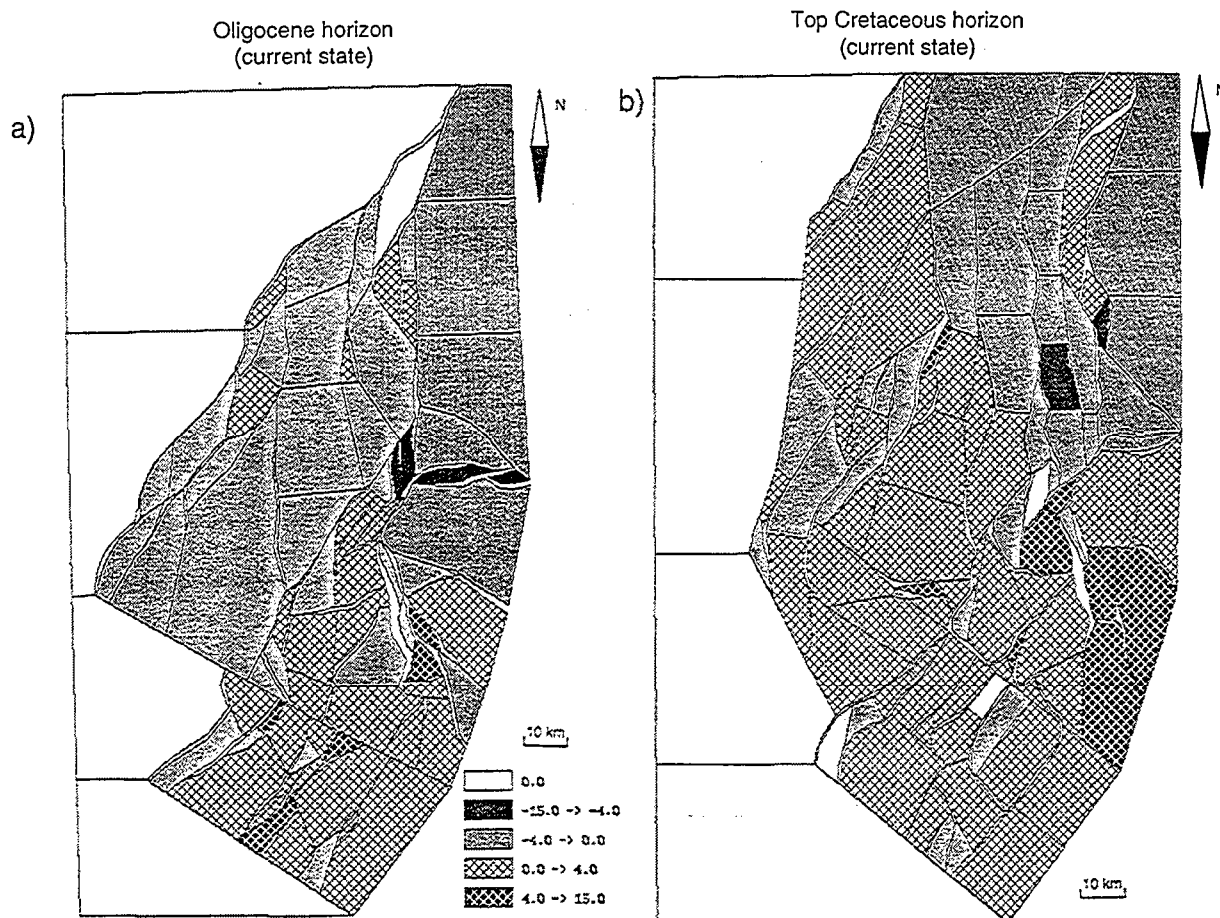 Oligocene horizon
(current state)
Top Cretaceous horizon
(current state)
a)
N
b)
N
10 km
0.0
-15.0 -> -4.0
-4.0 -> 0.0
0.0 -> 4.0
4.0 -> 15.0
10 km